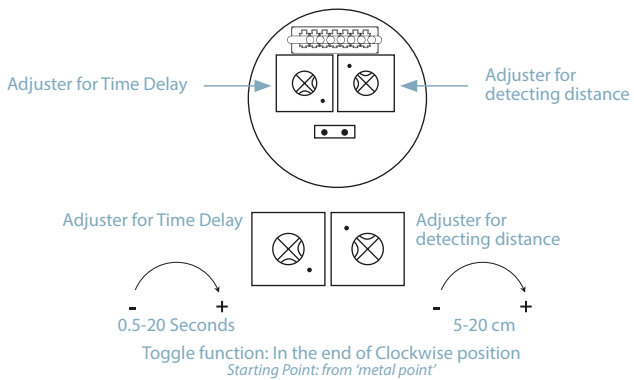 Adjuster for Time Delay
Adjuster for
detecting distance
Adjuster for Time Delay
Adjuster for
detecting distance
- +
0.5-20 Seconds
- +
5-20 cm
Toggle function: In the end of Clockwise position
Starting Point: from ‘metal point’